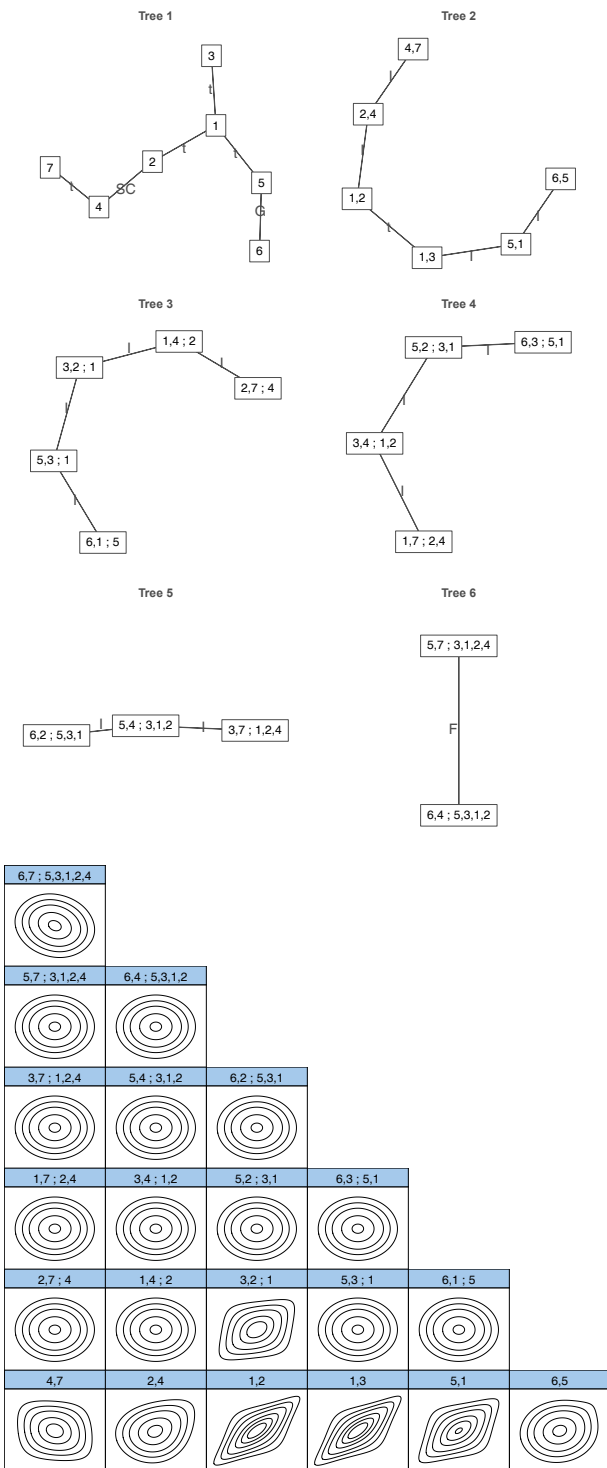 Tree 1
Tree 2
3
t
1
t
t
2
7
t
SC
4
5
G
6
4,7
I
2,4
I
1,2
t
1,3
I
5,1
I
6,5
Tree 3
Tree 4
1,4 ; 2
I
3,2 ; 1
I
2,7 ; 4
I
5,3 ; 1
I
6,1 ; 5
5,2 ; 3,1
I
6,3 ; 5,1
I
3,4 ; 1,2
I
1,7 ; 2,4
Tree 5
Tree 6
6,2 ; 5,3,1
I
5,4 ; 3,1,2
I
3,7 ; 1,2,4
5,7 ; 3,1,2,4
F
6,4 ; 5,3,1,2
6,7 ; 5,3,1,2,4
5,7 ; 3,1,2,4
6,4 ; 5,3,1,2
3,7 ; 1,2,4
5,4 ; 3,1,2
6,2 ; 5,3,1
1,7 ; 2,4
3,4 ; 1,2
5,2 ; 3,1
6,3 ; 5,1
2,7 ; 4
1,4 ; 2
3,2 ; 1
5,3 ; 1
6,1 ; 5
4,7
2,4
1,2
1,3
5,1
6,5